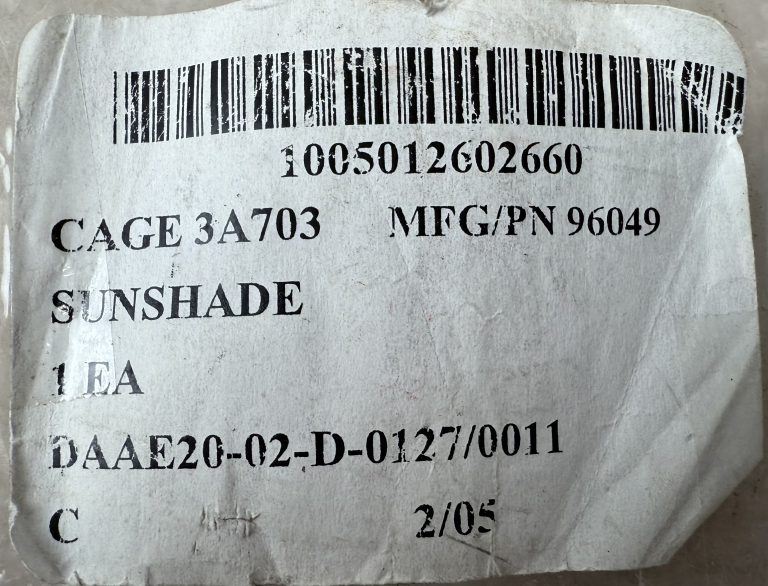 1005012602660
CAGE 3A703 MFG/PN 96049
SUNSHADE
1 EA
DAAE20-02-D-0127/0011
C 2/05